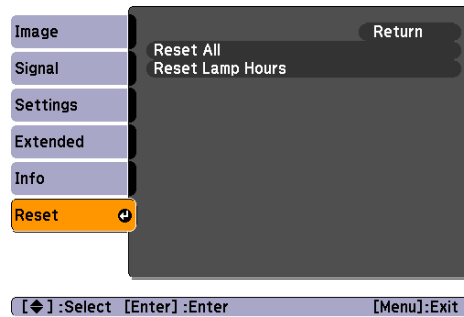 Image
Signal
Settings
Extended
Info
Reset
Return
Reset All
Reset Lamp Hours
[◆] :Select [Enter] :Enter [Menu]:Exit